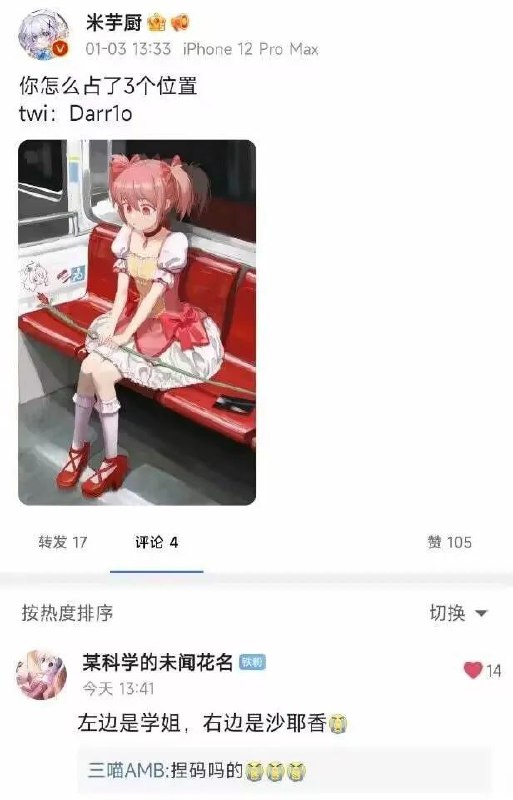 米芋厨
01-03 13:33 iPhone 12 Pro Max
你怎么占了3个位置
twi：Darr1o
转发 17
评论 4
赞 105
按热度排序
切换
某科学的未闻花名 铁粉
今天 13:41
14
左边是学姐，右边是沙耶香😭
三喵AMB:捏码吗的😭😭😭